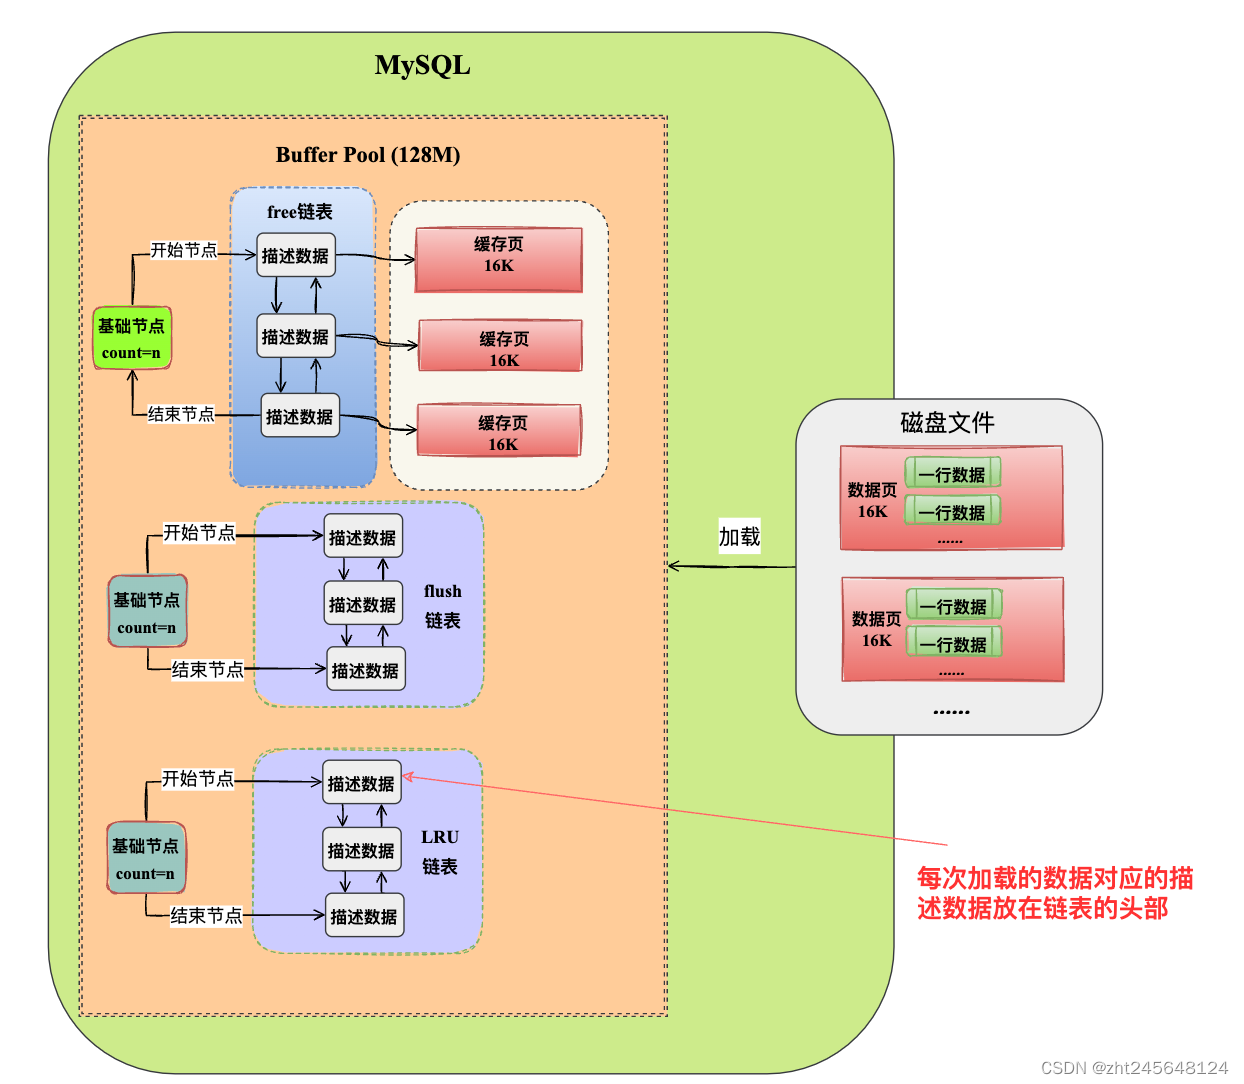 MySQL
Buffer Pool (128M)
free链表
开始节点
描述数据
缓存页
16K
基础节点
count=n
描述数据
缓存页
16K
结束节点
描述数据
缓存页
16K
开始节点
描述数据
基础节点
count=n
描述数据
flush
链表
结束节点
描述数据
开始节点
描述数据
基础节点
count=n
描述数据
LRU
链表
结束节点
描述数据
加载
磁盘文件
数据页
16K
一行数据
一行数据
......
数据页
16K
一行数据
一行数据
......
......
每次加载的数据对应的描
述数据放在链表的头部
CSDN @zht245648124